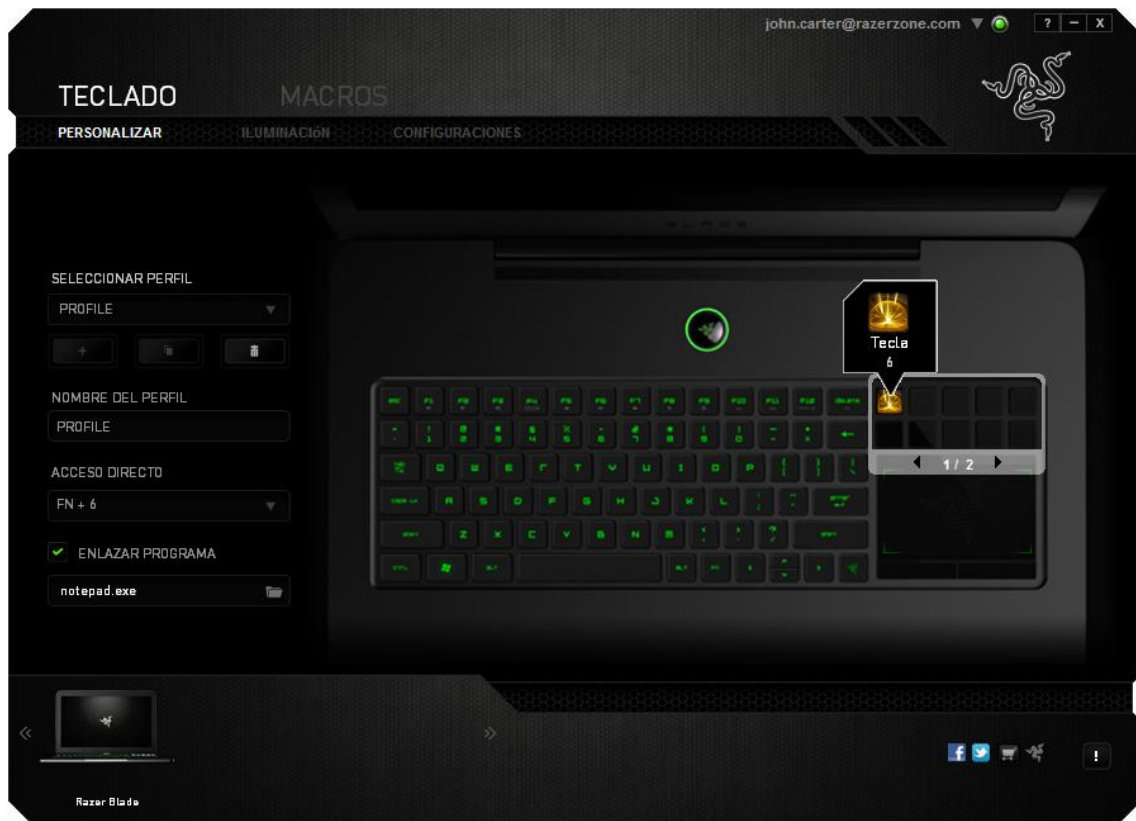 john.carter@razerzone.com
? – X
TECLADO MACROS
PERSONALIZAR ILUMINACIóN CONFIGURACIONES
SELECCIONAR PERFIL
PROFILE
NOMBRE DEL PERFIL
PROFILE
ACCESO DIRECTO
FN + 6
ENLAZAR PROGRAMA
notepad.exe
BLADE
Tecla
6
1 / 2
Razer Blade
!